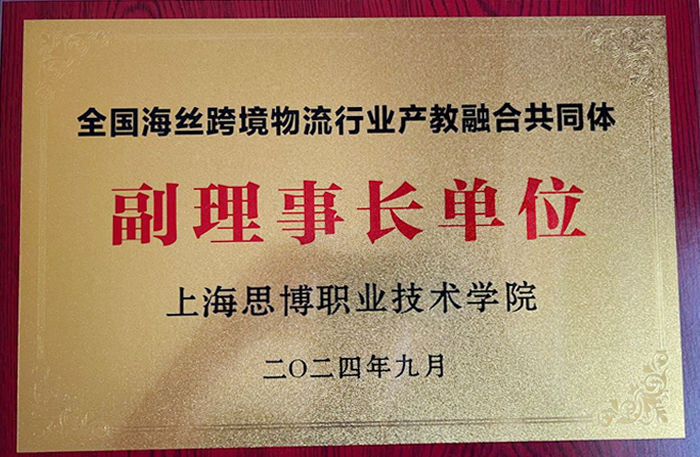 全国海丝跨境物流行业产教融合共同体
副理事长单位
上海思博职业技术学院
二〇二四年九月